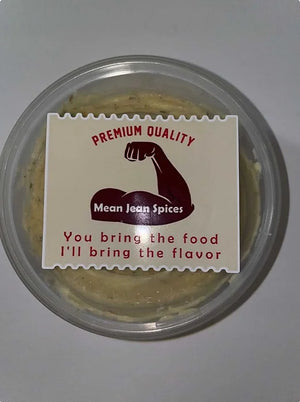 PREMIUM QUALITY
Mean Jean Spices
You bring the food
I'll bring the flavor